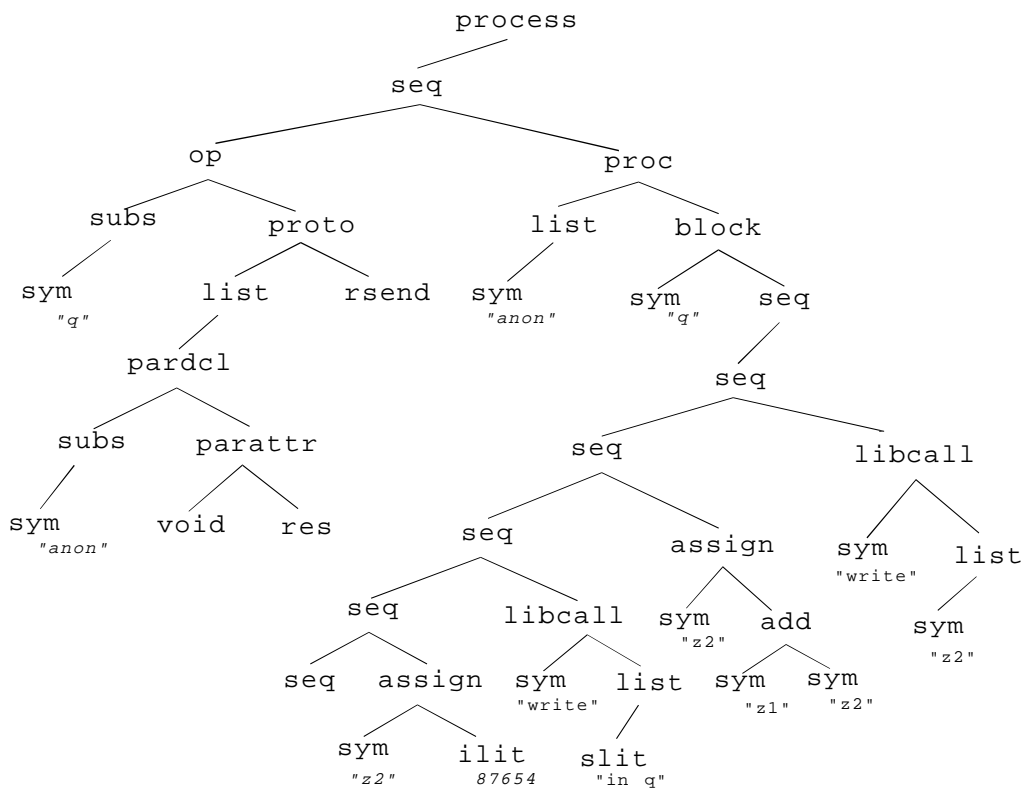 process
seq
op proc
subs proto list block
sym list rsend sym sym seq
"q" "anon" "q"
pardcl seq
subs parattr seq libcall
sym void res seq assign sym list
"anon" "write"
seq libcall sym add sym
"z2" "z2"
seq assign sym list sym sym
"write" "z1" "z2"
sym ilit slit
"z2" 87654 "in q"